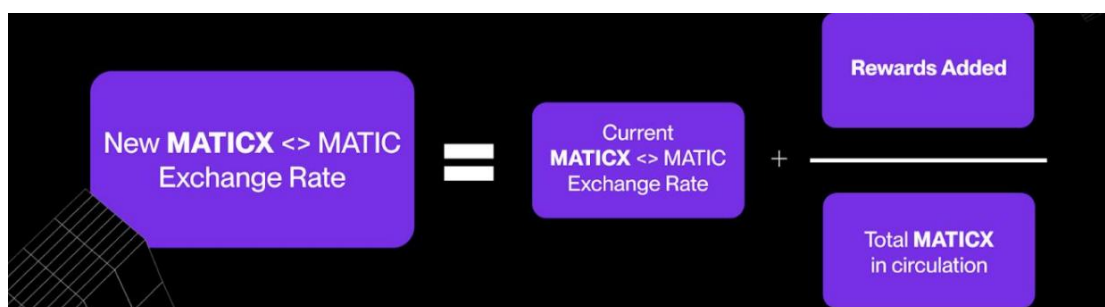 New MATICX <> MATIC
Exchange Rate
=
Current
MATICX <> MATIC
Exchange Rate
+
Rewards Added
Total MATICX
in circulation